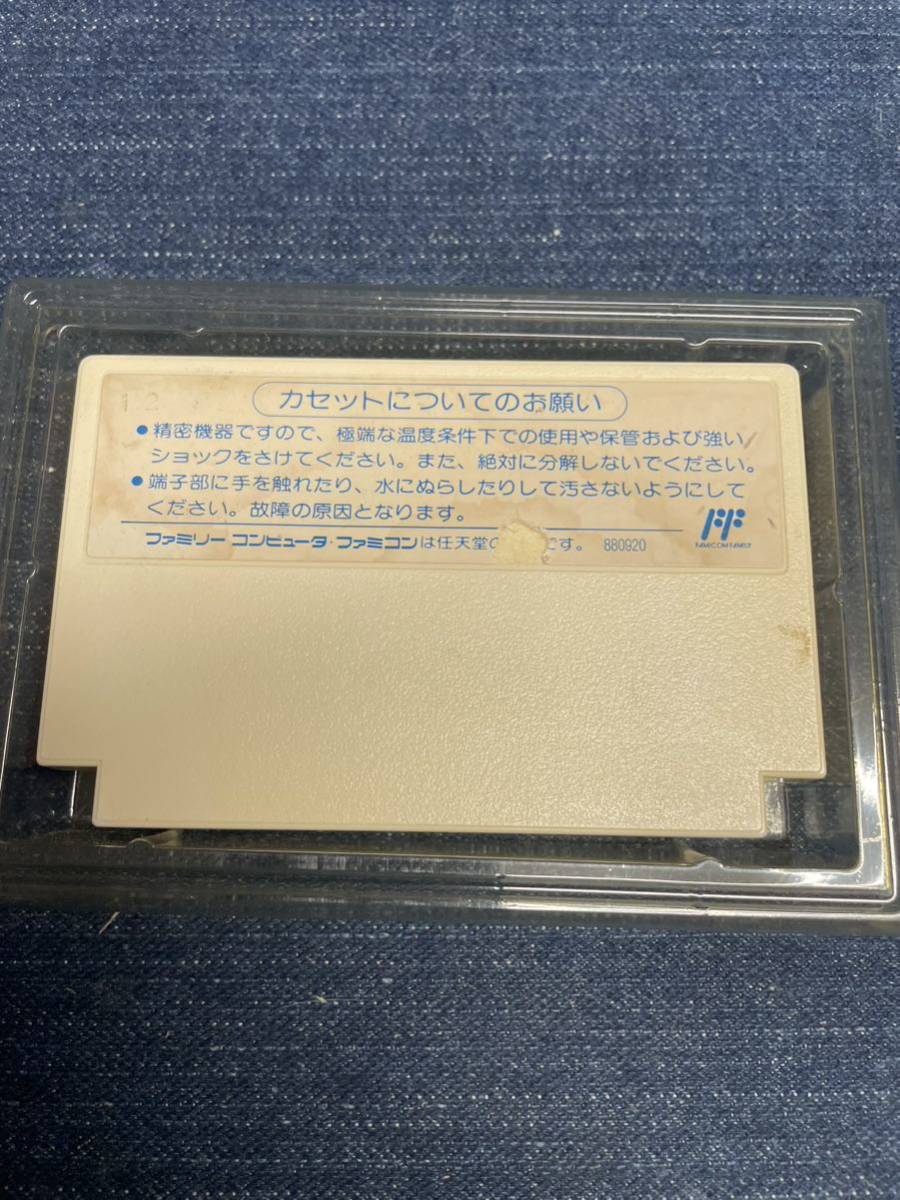 カセットについてのお願い
12
●精密機器ですので、極端な温度条件下での使用や保管および強い
ショックをさけてください。また、絶対に分解しないでください。
●端子部に手を触れたり、水にぬらしたりして汚さないようにして
ください。故障の原因となります。
ファミリー コンピュータ・ファミコンは任天堂の です。 880920
FAMICOM FAMILY